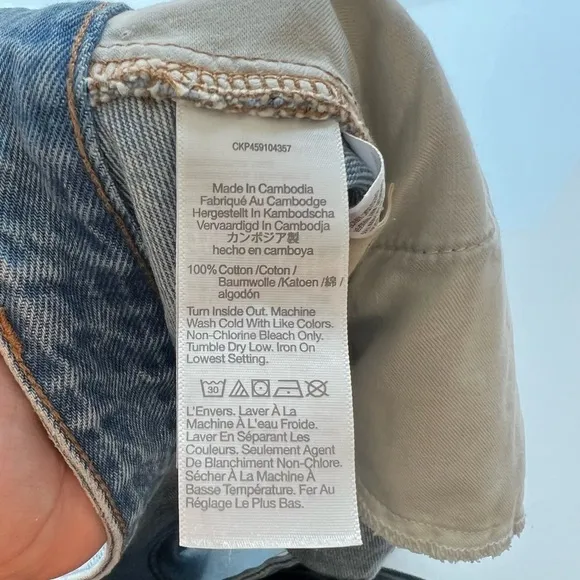 CKP459104357
Made In Cambodia
Fabriqué Au Cambodge
Hergestellt In Kambodscha
Vervaardigd In Cambodja
カンボジア製
hecho en camboya
100% Cotton /Coton/
Baumwolle /Katoen /綿/
algodón
Turn Inside Out. Machine
Wash Cold With Like Colors.
Non-Chlorine Bleach Only.
Tumble Dry Low. Iron On
Lowest Setting.
30
L'Envers. Laver À La
Machine À L'eau Froide.
Laver En Séparant Les
Couleurs. Seulement Agent
De Blanchiment Non-Chlore.
Sécher À La Machine À
Basse Température. Fer Au
Réglage Le Plus Bas.